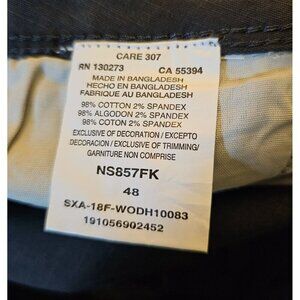 CARE 307
RN 130273 CA 55394
MADE IN BANGLADESH
HECHO EN BANGLADESH
FABRIQUE AU BANGLADESH
98% COTTON 2% SPANDEX
98% ALGODON 2% SPANDEX
98% COTON 2% SPANDEX
EXCLUSIVE OF DECORATION / EXCEPTO
DECORACION / EXCLUSIVE OF TRIMMING/
GARNITURE NON COMPRISE
NS857FK
48
SXA-18F-WODH10083
191056902452